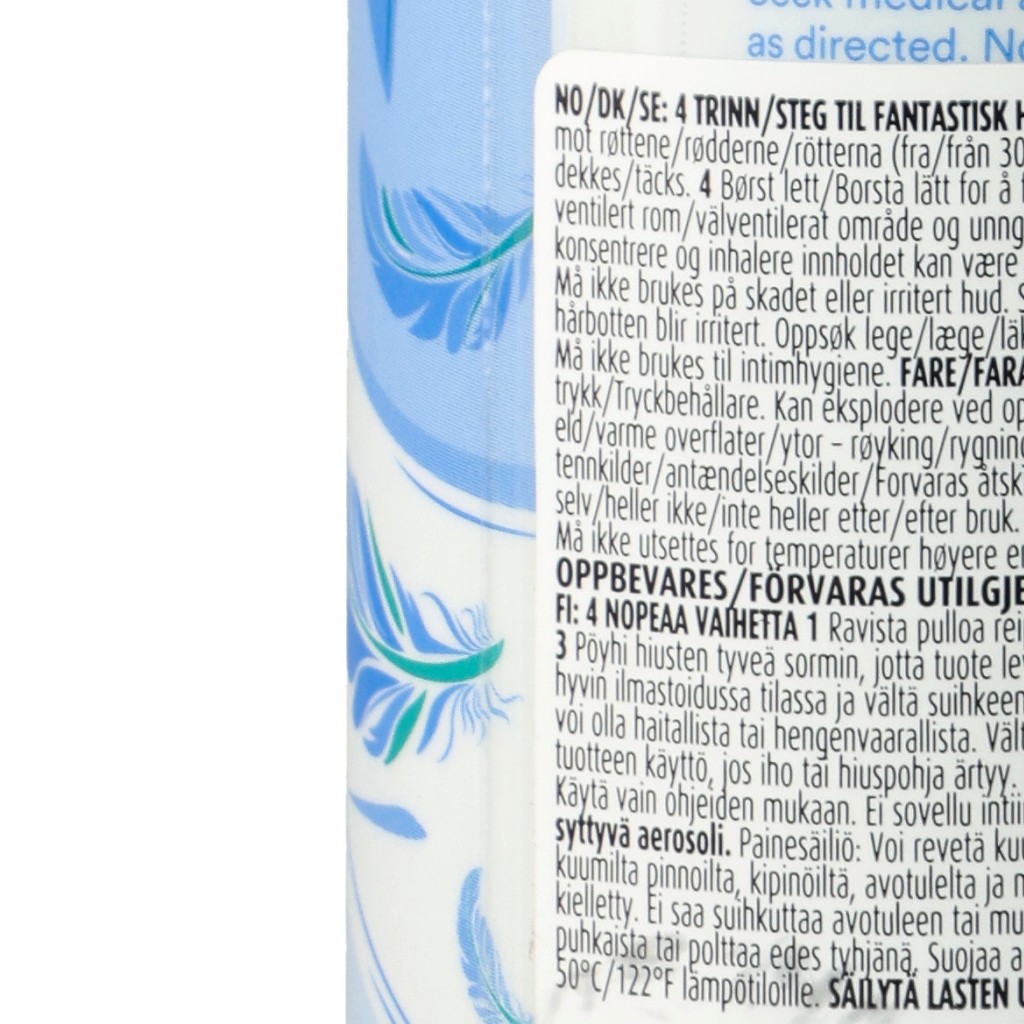 as directed.
NO/DK/SE: 4 TRINN/STEG TIL FANTASTISK
mot røttene/rødderne/rötterna (fra/från 30
dekkes/täcks. 4 Børst lett/Borsta lätt for å
ventilert rom/välventilerat område og unng
konsentrere og inhalere innholdet kan være
Må ikke brukes på skadet eller irritert hud.
hårbotten blir irritert. Oppsøk lege/læge/läk
Må ikke brukes til intimhygiene. FARE/FARA
trykk/Tryckbehållare. Kan eksplodere ved op
eld/varme overflater/ytor – røyking/rygning
tennkilder/antændelseskilder/Förvaras åtski
selv/heller ikke/inte heller etter/efter bruk.
Må ikke utsettes for temperaturer høyere en
OPPBEVARES/FÖRVARAS UTILGJE
FI: 4 NOPEAA VAIHETTA 1 Ravista pulloa rei
3 Pöyhi hiusten tyveä sormin, jotta tuote le
hyvin ilmastoidussa tilassa ja vältä suihkeen
voi olla haitallista tai hengenvaarallista. Väl
tuotteen käyttö, jos iho tai hiuspohja ärtyy.
Käytä vain ohjeiden mukaan. Ei sovellu intii
syttyvä aerosoli. Painesäiliö: Voi revetä kuu
kuumilta pinnoilta, kipinöiltä, avotulelta ja m
kielletty. Ei saa suihkuttaa avotuleen tai mu
puhkaista tai polttaa edes tyhjänä. Suojaa a
50°C/122°F lämpötiloille. SÄILYTÄ LASTEN U